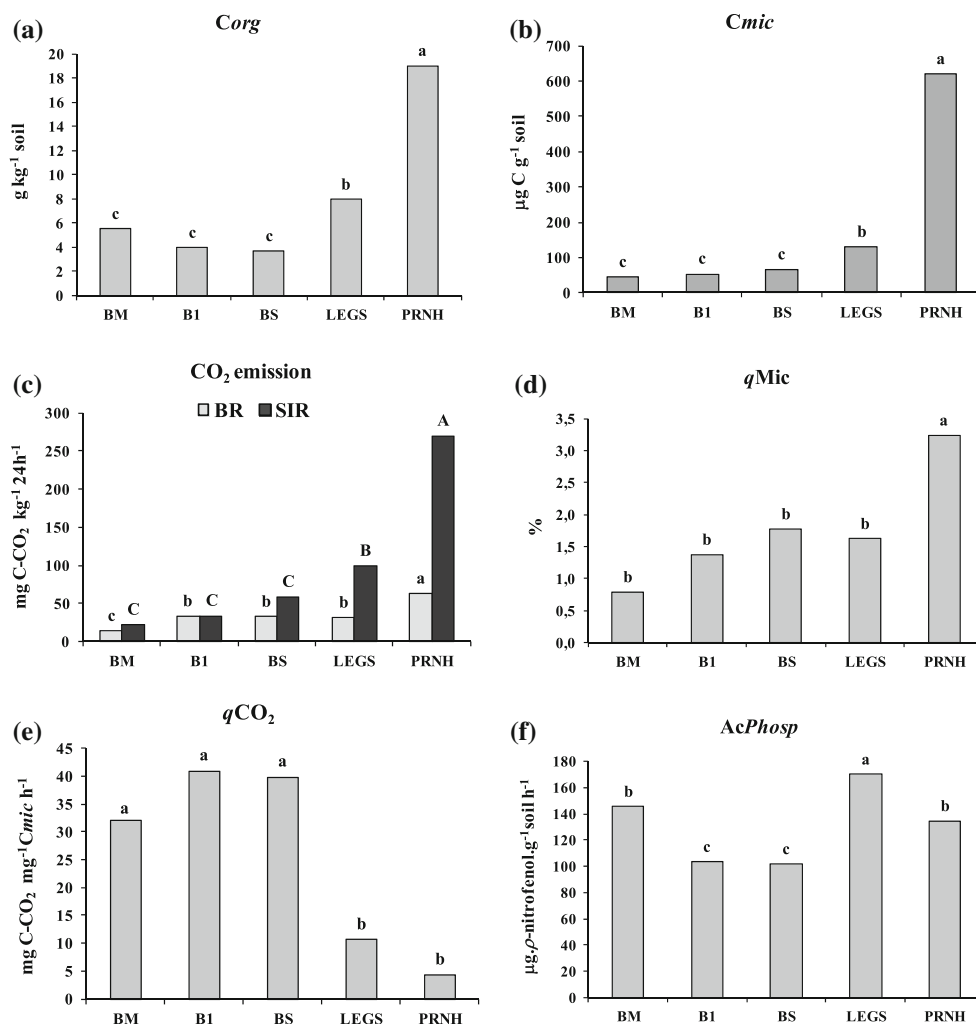 (a)
Corg
g kg⁻¹ soil
20
18
16
14
12
10
8
6
4
2
0
c
c
c
b
a
BM B1 BS LEGS PRNH
(b)
Cmic
µg C g⁻¹ soil
700
600
500
400
300
200
100
0
c
c
c
b
a
BM B1 BS LEGS PRNH
(c)
CO₂ emission
BR SIR
mg C-CO₂ kg⁻¹ 24h⁻¹
300
250
200
150
100
50
0
c C
b C
b C
b B
a A
BM B1 BS LEGS PRNH
(d)
qMic
%
3,5
3,0
2,5
2,0
1,5
1,0
0,5
0,0
b
b
b
b
a
BM B1 BS LEGS PRNH
(e)
qCO₂
mg C-CO₂ mg⁻¹Cmic h⁻¹
45
40
35
30
25
20
15
10
5
0
a
a
a
b
b
BM B1 BS LEGS PRNH
(f)
AcPhosp
µg.ρ-nitrofenol.g⁻¹soil h⁻¹
180
160
140
120
100
80
60
40
20
0
b
c
c
a
b
BM B1 BS LEGS PRNH